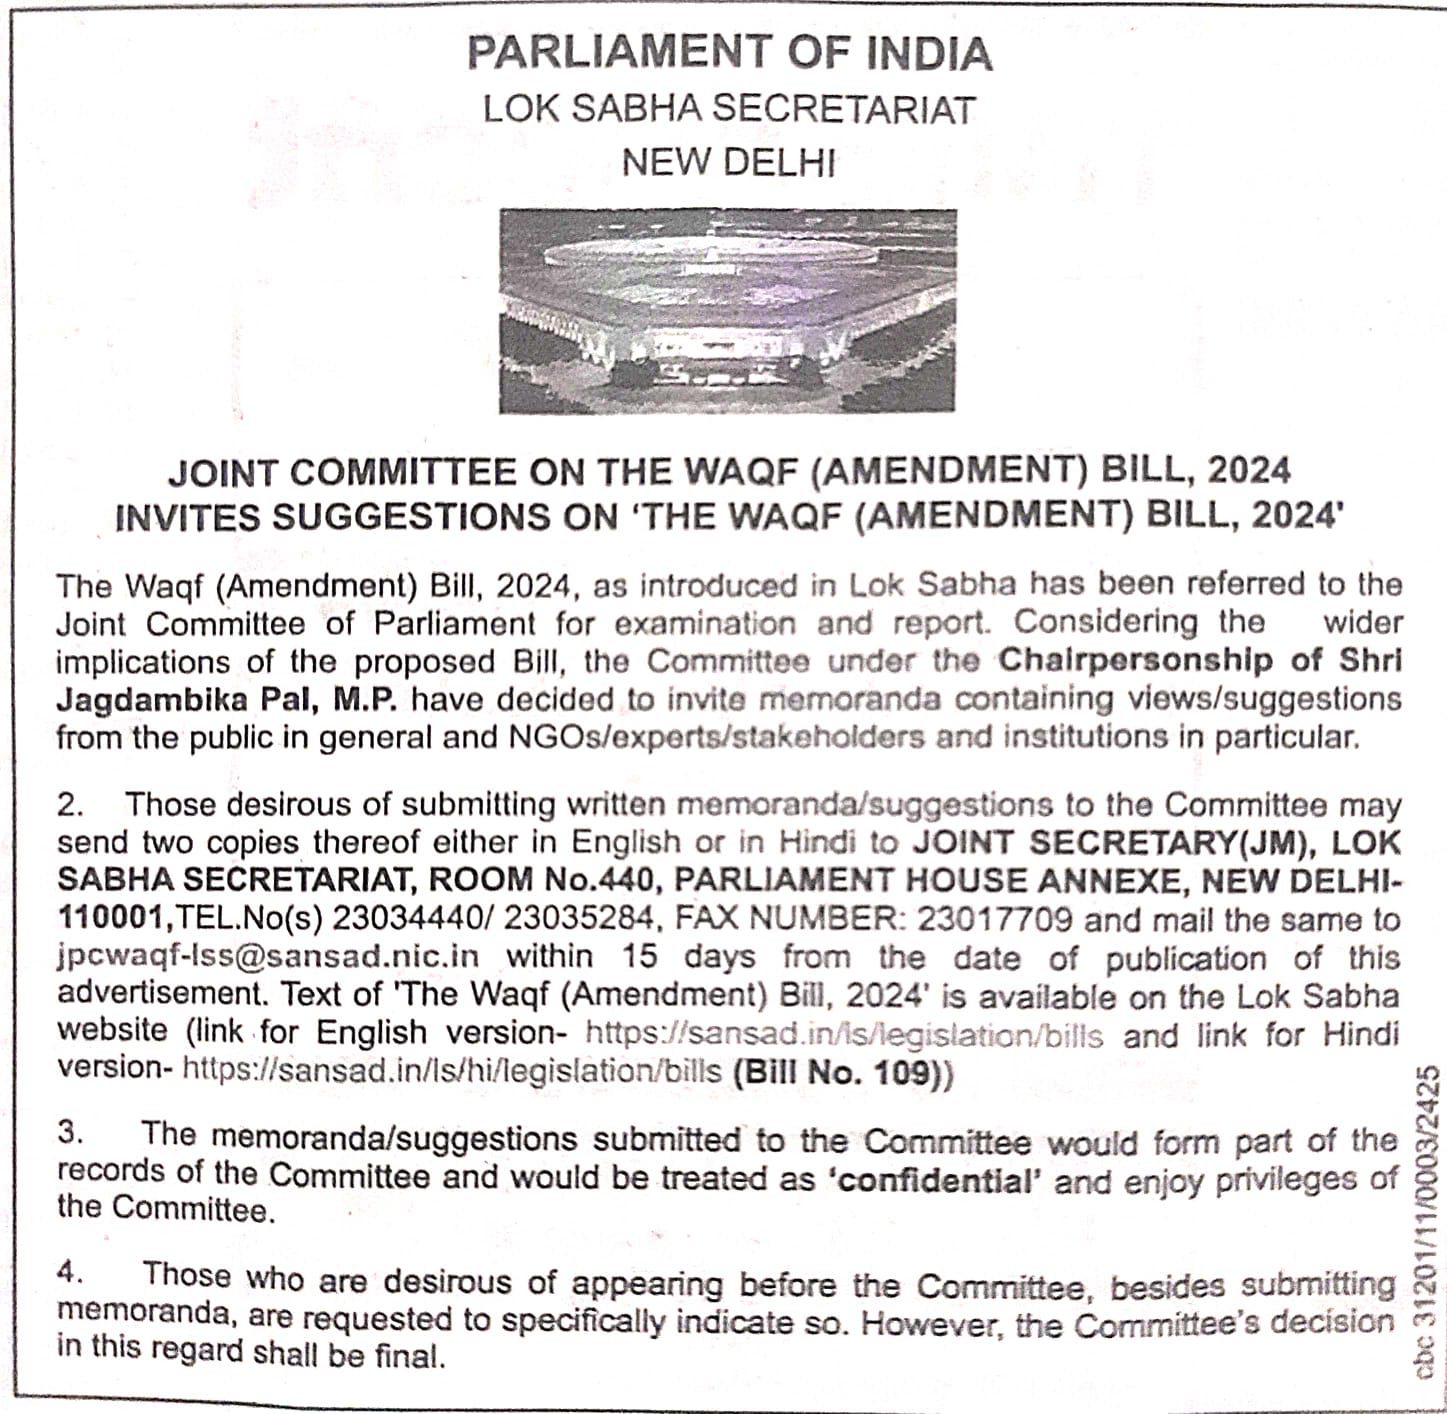 PARLIAMENT OF INDIA
LOK SABHA SECRETARIAT
NEW DELHI
JOINT COMMITTEE ON THE WAQF (AMENDMENT) BILL, 2024
INVITES SUGGESTIONS ON 'THE WAQF (AMENDMENT) BILL, 2024'
The Waqf (Amendment) Bill, 2024, as introduced in Lok Sabha has been referred to the
Joint Committee of Parliament for examination and report. Considering the wider
implications of the proposed Bill, the Committee under the Chairpersonship of Shri
Jagdambika Pal, M.P. have decided to invite memoranda containing views/suggestions
from the public in general and NGOs/experts/stakeholders and institutions in particular.
2. Those desirous of submitting written memoranda/suggestions to the Committee may
send two copies thereof either in English or in Hindi to JOINT SECRETARY(JM), LOK
SABHA SECRETARIAT, ROOM No.440, PARLIAMENT HOUSE ANNEXE, NEW DELHI-
110001,TEL.No(s) 23034440/ 23035284, FAX NUMBER: 23017709 and mail the same to
jpcwaqf-lss@sansad.nic.in within 15 days from the date of publication of this
advertisement. Text of 'The Waqf (Amendment) Bill, 2024' is available on the Lok Sabha
website (link for English version- https://sansad.in/ls/legislation/bills and link for Hindi
version- https://sansad.in/ls/hi/legislation/bills (Bill No. 109))
3. The memoranda/suggestions submitted to the Committee would form part of the
records of the Committee and would be treated as 'confidential' and enjoy privileges of
the Committee.
4. Those who are desirous of appearing before the Committee, besides submitting
memoranda, are requested to specifically indicate so. However, the Committee's decision
in this regard shall be final.
cbc 31201/11/0003/2425